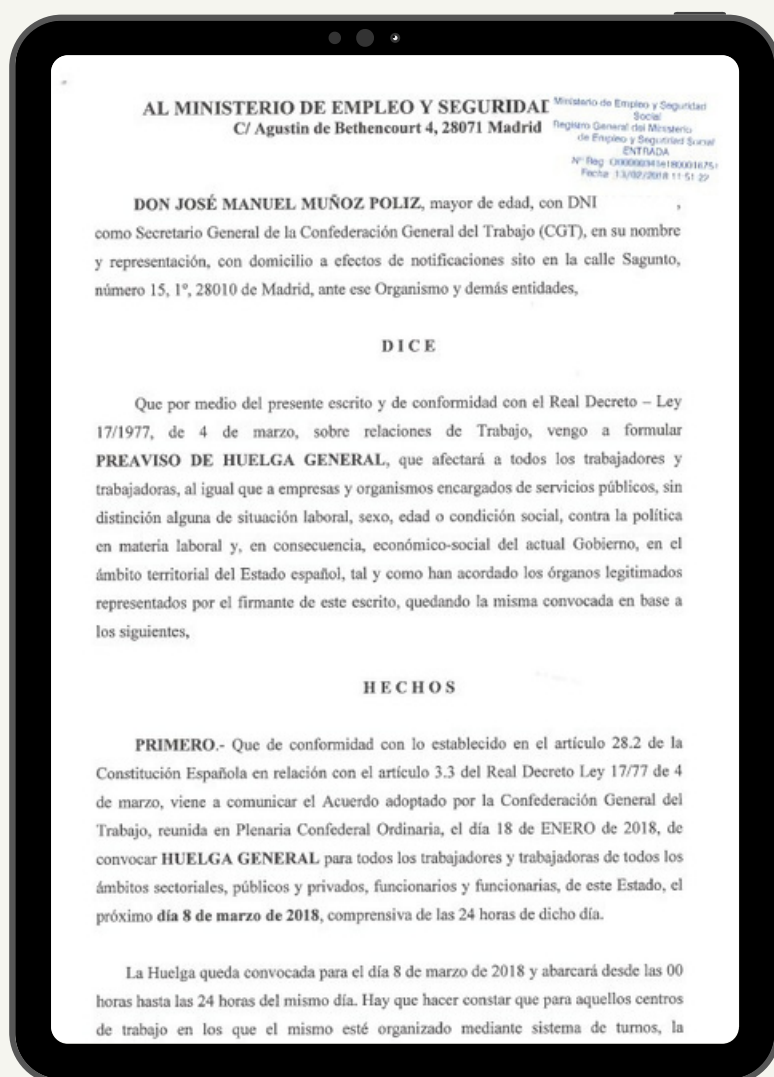 AL MINISTERIO DE EMPLEO Y SEGURIDAD
C/ Agustin de Bethencourt 4, 28071 Madrid
Ministerio de Empleo y Seguridad
Social
Registro General del Ministerio
de Empleo y Seguridad Social
ENTRADA
Nº Reg
Fecha 13/02/2018 11:51:22
DON JOSÉ MANUEL MUÑOZ POLIZ, mayor de edad, con DNI ,
como Secretario General de la Confederación General del Trabajo (CGT), en su nombre
y representación, con domicilio a efectos de notificaciones sito en la calle Sagunto,
número 15, 1º, 28010 de Madrid, ante ese Organismo y demás entidades,
DICE
Que por medio del presente escrito y de conformidad con el Real Decreto – Ley
17/1977, de 4 de marzo, sobre relaciones de Trabajo, vengo a formular
PREAVISO DE HUELGA GENERAL, que afectará a todos los trabajadores y
trabajadoras, al igual que a empresas y organismos encargados de servicios públicos, sin
distinción alguna de situación laboral, sexo, edad o condición social, contra la política
en materia laboral y, en consecuencia, económico-social del actual Gobierno, en el
ámbito territorial del Estado español, tal y como han acordado los órganos legitimados
representados por el firmante de este escrito, quedando la misma convocada en base a
los siguientes,
HECHOS
PRIMERO.- Que de conformidad con lo establecido en el artículo 28.2 de la
Constitución Española en relación con el artículo 3.3 del Real Decreto Ley 17/77 de 4
de marzo, viene a comunicar el Acuerdo adoptado por la Confederación General del
Trabajo, reunida en Plenaria Confederal Ordinaria, el día 18 de ENERO de 2018, de
convocar HUELGA GENERAL para todos los trabajadores y trabajadoras de todos los
ámbitos sectoriales, públicos y privados, funcionarios y funcionarias, de este Estado, el
próximo día 8 de marzo de 2018, comprensiva de las 24 horas de dicho día.
La Huelga queda convocada para el día 8 de marzo de 2018 y abarcará desde las 00
horas hasta las 24 horas del mismo día. Hay que hacer constar que para aquellos centros
de trabajo en los que el mismo esté organizado mediante sistema de turnos, la